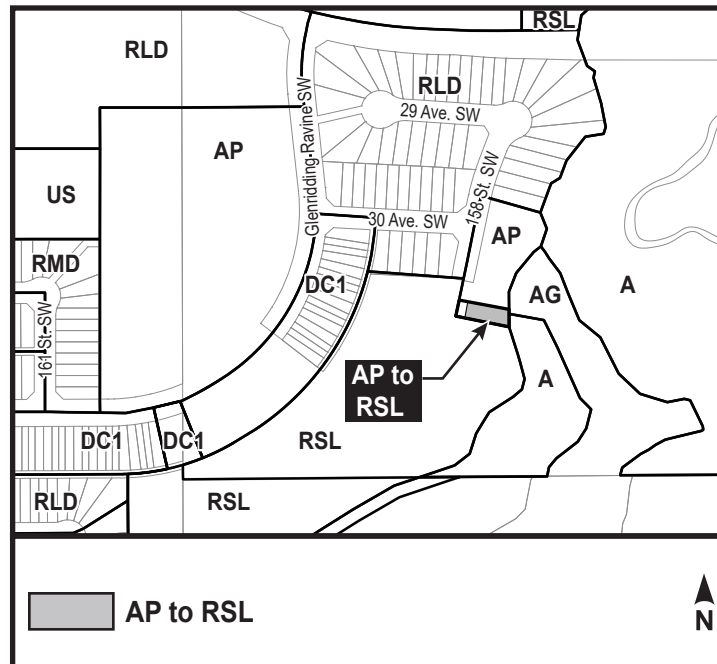 RSL
RLD
RLD
Glenridding-Ravine SW
29 Ave. SW
AP
158 St. SW
US
30 Ave. SW
AP
RMD
DC1
AG
A
161 St. SW
AP to
RSL
A
DC1
DC1
RSL
RLD
RSL
AP to RSL
N